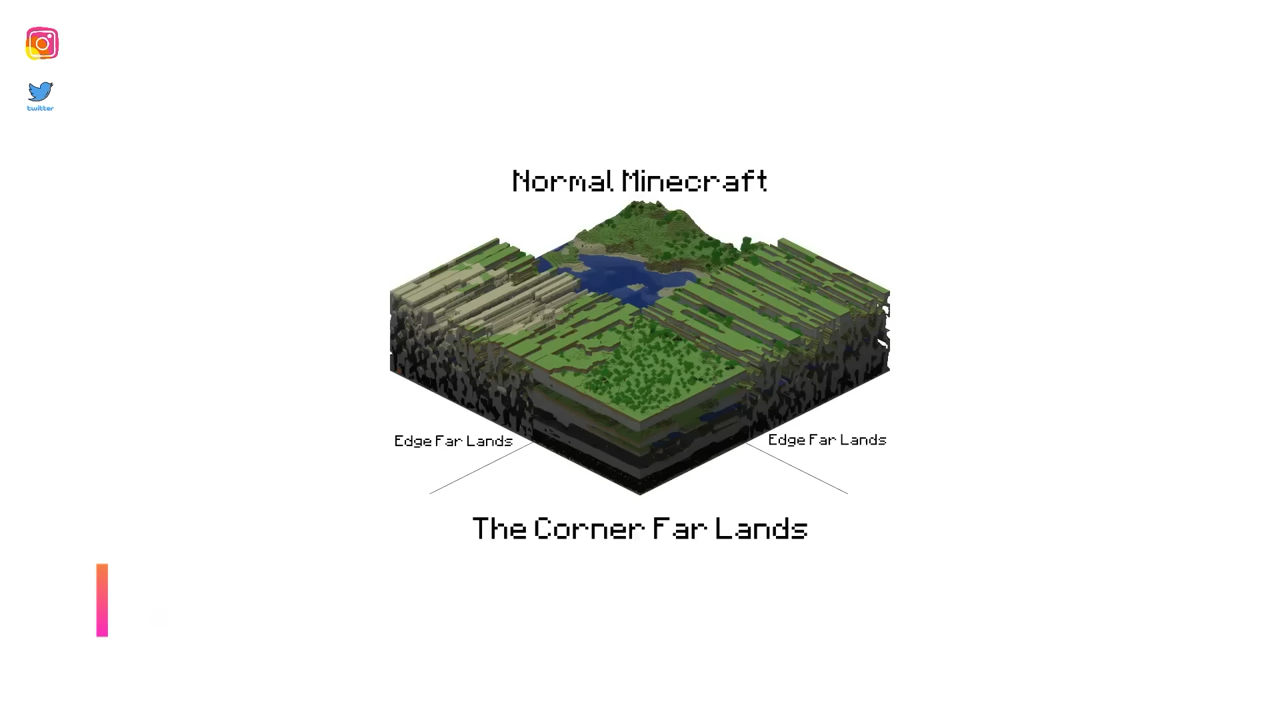 twitter
Normal Minecraft
Edge Far Lands
Edge Far Lands
The Corner Far Lands